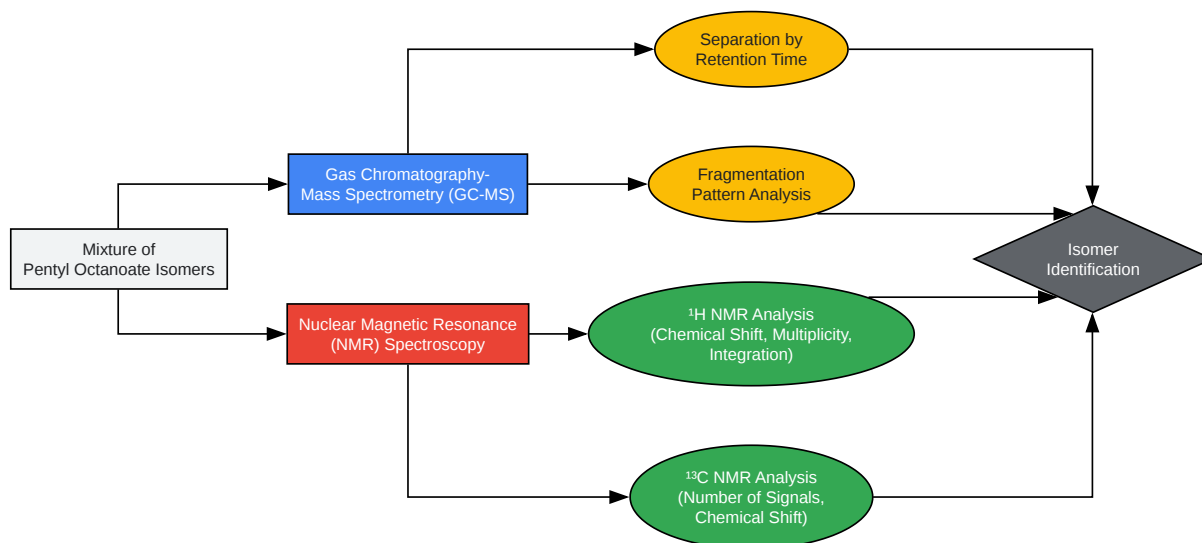 Separation by
Retention Time
Gas Chromatography-
Mass Spectrometry (GC-MS)
Fragmentation
Pattern Analysis
Mixture of
Pentyl Octanoate Isomers
Isomer
Identification
Nuclear Magnetic Resonance
(NMR) Spectroscopy
¹H NMR Analysis
(Chemical Shift, Multiplicity,
Integration)
¹³C NMR Analysis
(Number of Signals,
Chemical Shift)